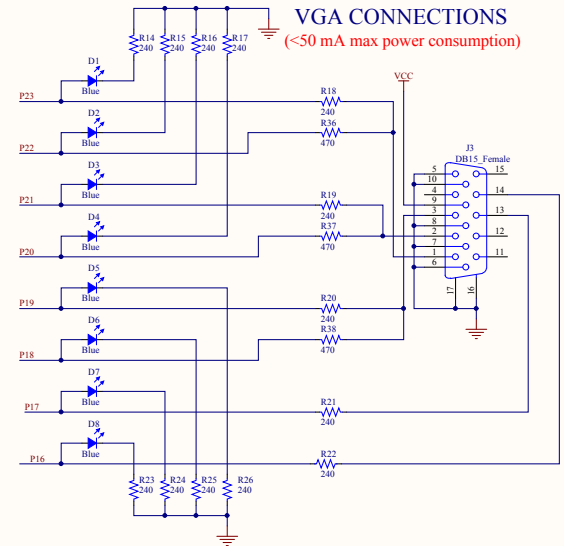 VGA CONNECTIONS
(<50 mA max power consumption)
R14 R15 R16 R17
240 240 240 240
D1
Blue
P23
VCC
R18
240
D2
Blue
P22
R36
470
J3
DB15_Female
D3
Blue
P21
R19
240
D4
Blue
P20
R37
470
5
10
4
9
3
8
2
7
1
6
15
14
13
12
11
17
16
D5
Blue
P19
R20
240
D6
Blue
P18
R38
470
D7
Blue
P17
R21
240
D8
Blue
P16
R22
240
R23 R24 R25 R26
240 240 240 240